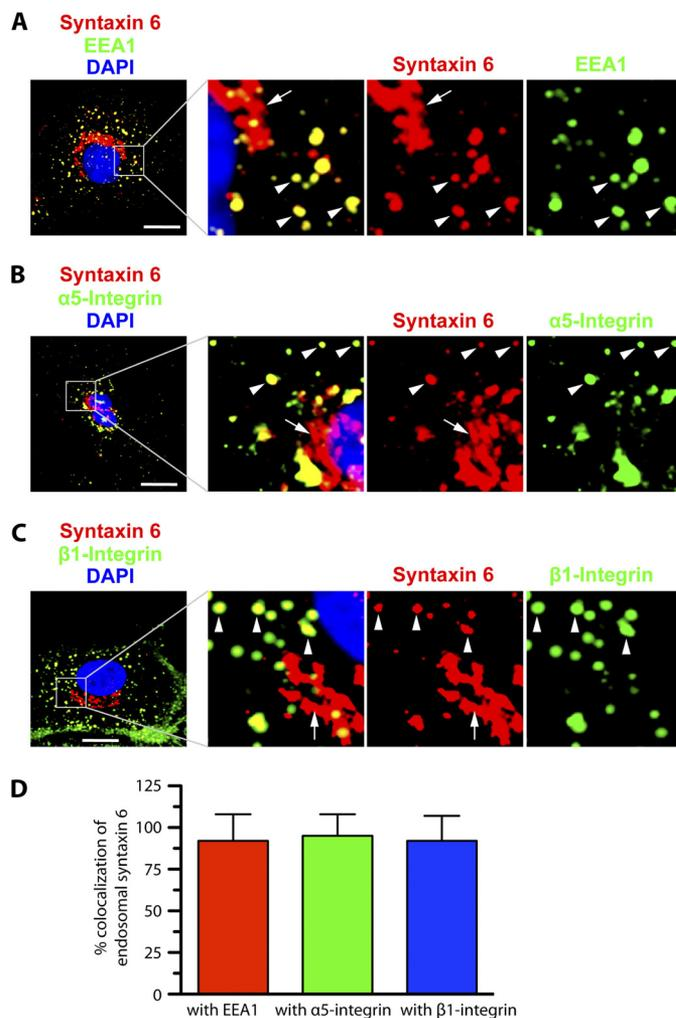 A
Syntaxin 6
EEA1
DAPI
Syntaxin 6
EEA1
B
Syntaxin 6
α5-Integrin
DAPI
Syntaxin 6
α5-Integrin
C
Syntaxin 6
β1-Integrin
DAPI
Syntaxin 6
β1-Integrin
D
% colocalization of
endosomal syntaxin 6
125
100
75
50
25
0
with EEA1
with α5-integrin
with β1-integrin